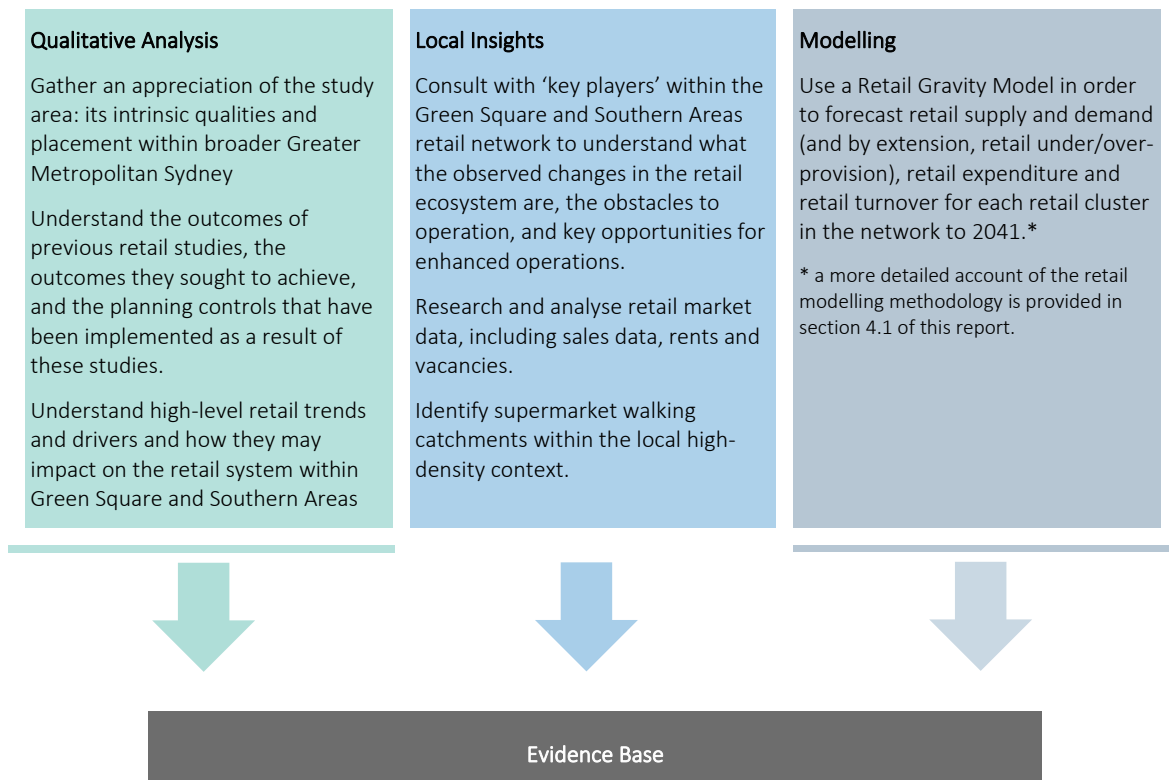 Qualitative Analysis
Gather an appreciation of the study
area: its intrinsic qualities and
placement within broader Greater
Metropolitan Sydney
Understand the outcomes of
previous retail studies, the
outcomes they sought to achieve,
and the planning controls that have
been implemented as a result of
these studies.
Understand high-level retail trends
and drivers and how they may
impact on the retail system within
Green Square and Southern Areas
Local Insights
Consult with ‘key players’ within the
Green Square and Southern Areas
retail network to understand what
the observed changes in the retail
ecosystem are, the obstacles to
operation, and key opportunities for
enhanced operations.
Research and analyse retail market
data, including sales data, rents and
vacancies.
Identify supermarket walking
catchments within the local high-
density context.
Modelling
Use a Retail Gravity Model in order
to forecast retail supply and demand
(and by extension, retail under/over-
provision), retail expenditure and
retail turnover for each retail cluster
in the network to 2041.*
* a more detailed account of the retail
modelling methodology is provided in
section 4.1 of this report.
Evidence Base